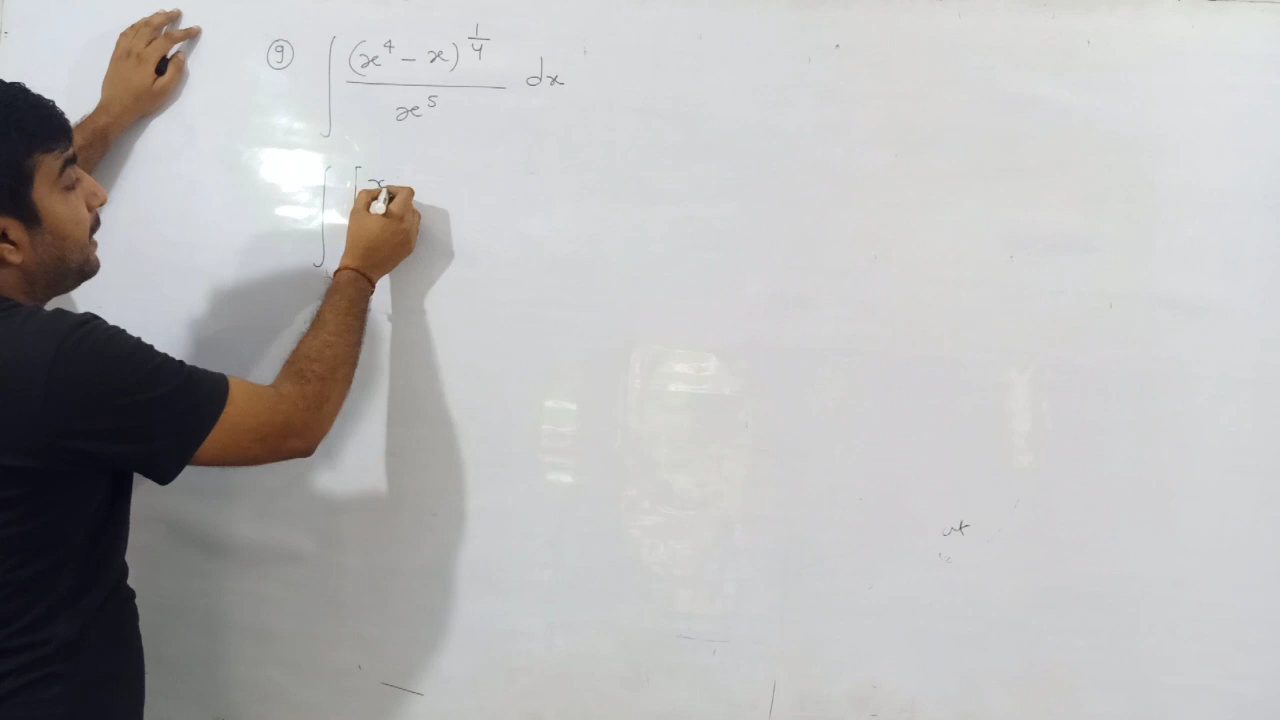 ⑨ ∫ (x⁴ - x)^(1/4) / x⁵ dx
∫ [x